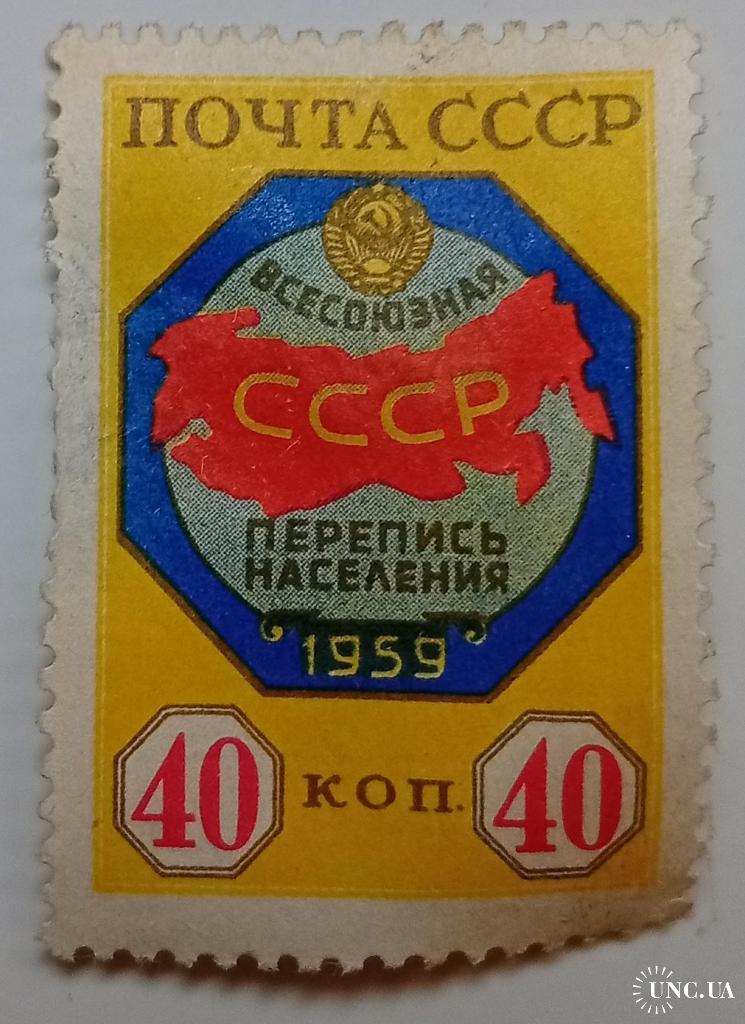 ПОЧТА СССР
ВСЕСОЮЗНАЯ
СССР
ПЕРЕПИСЬ
НАСЕЛЕНИЯ
1959
40 КОП. 40
UNC.UA